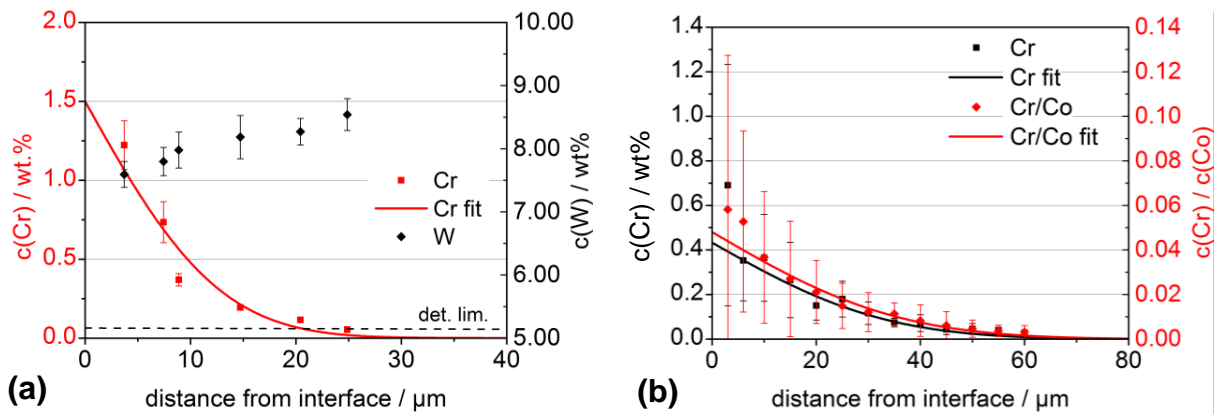 2.0
1.5
1.0
0.5
0.0
c(Cr) / wt.%
10.00
9.00
8.00
7.00
6.00
5.00
c(W) / wt%
Cr
Cr fit
W
det. lim.
0 10 20 30 40
distance from interface / µm
(a)
1.4
1.2
1.0
0.8
0.6
0.4
0.2
0.0
c(Cr) / wt%
0.14
0.12
0.10
0.08
0.06
0.04
0.02
0.00
c(Cr) / c(Co)
Cr
Cr fit
Cr/Co
Cr/Co fit
0 20 40 60 80
distance from interface / µm
(b)